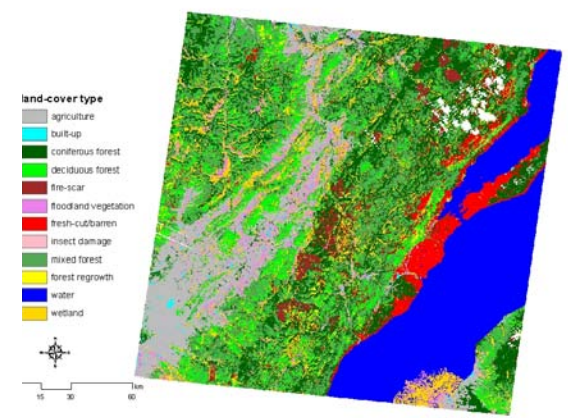 land-cover type
agriculture
built-up
coniferous forest
deciduous forest
fire-scar
floodland vegetation
fresh-cut/barren
insect damage
mixed forest
forest regrowth
water
wetland
km
15 30 60